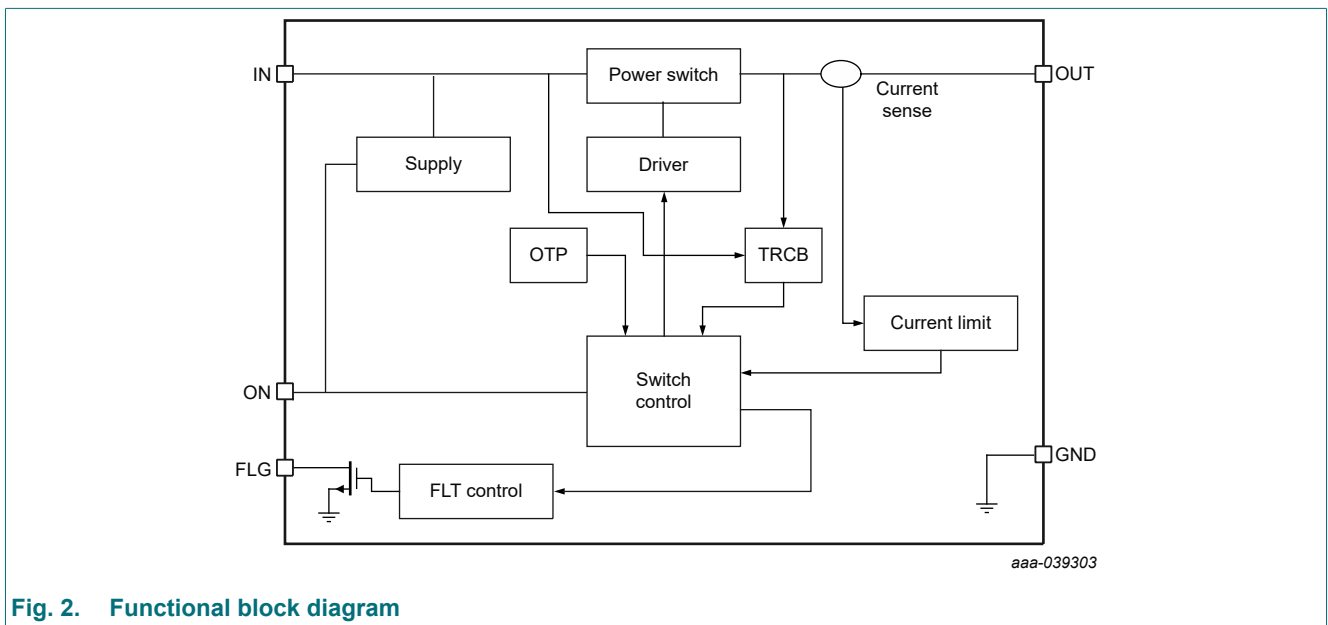 IN
Power switch
OUT
Current
sense
Supply
Driver
OTP
TRCB
Current limit
ON
Switch
control
FLG
GND
FLT control
aaa-039303
Fig. 2. Functional block diagram